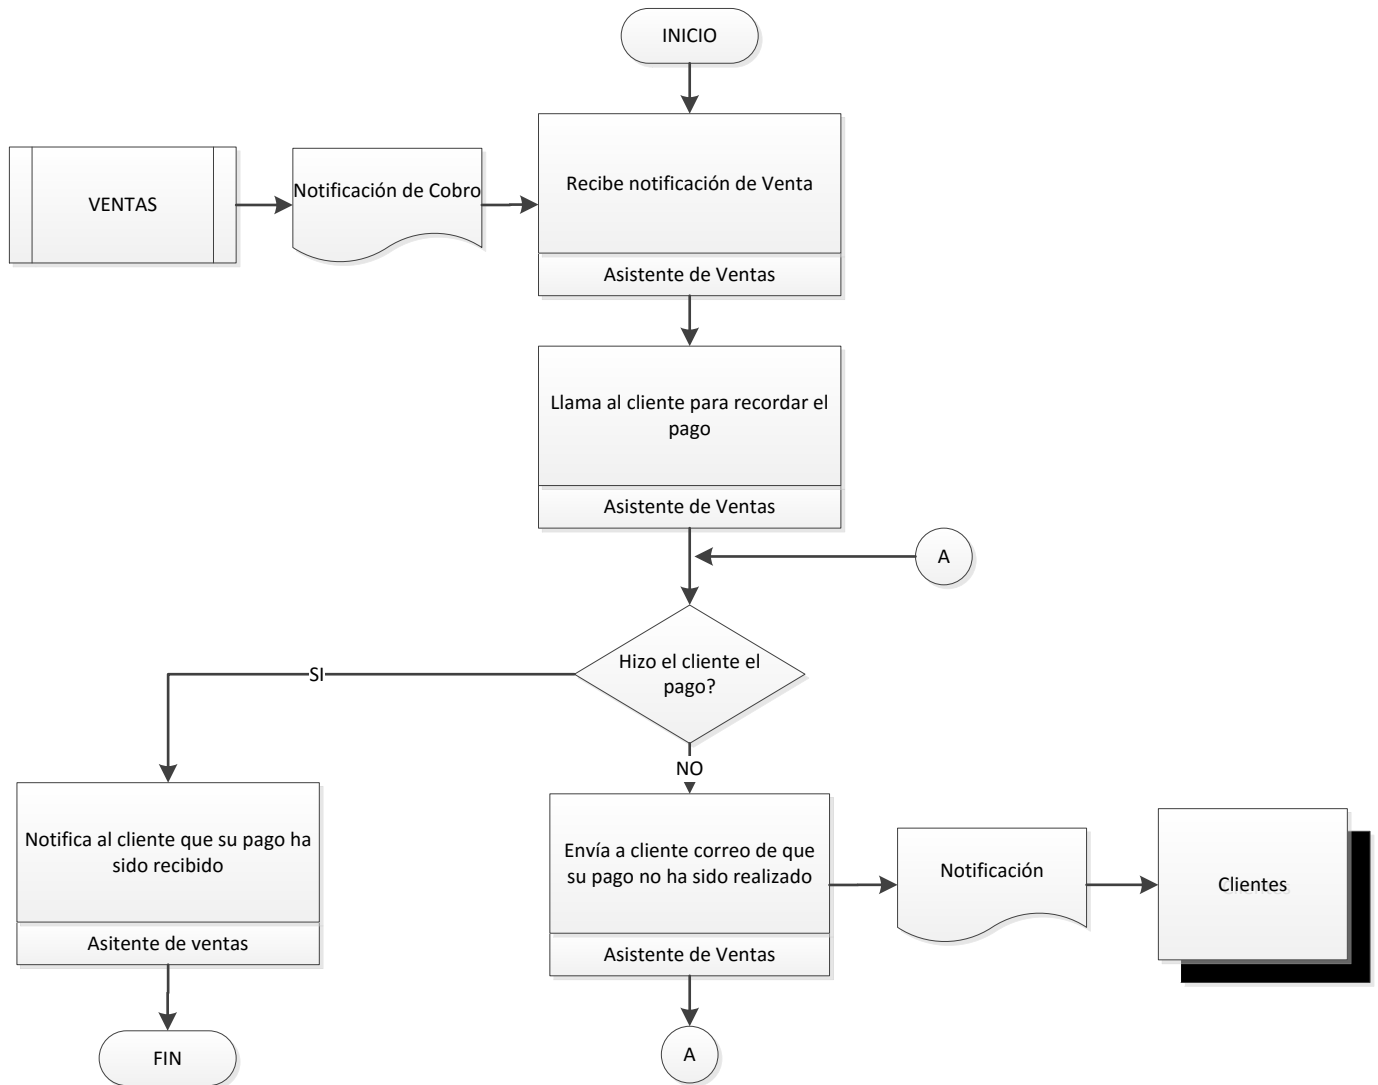 INICIO
VENTAS
Notificación de Cobro
Recibe notificación de Venta
Asistente de Ventas
Llama al cliente para recordar el
pago
Asistente de Ventas
A
Hizo el cliente el
pago?
SI
NO
Notifica al cliente que su pago ha
sido recibido
Asitente de ventas
FIN
Envía a cliente correo de que
su pago no ha sido realizado
Asistente de Ventas
A
Notificación
Clientes